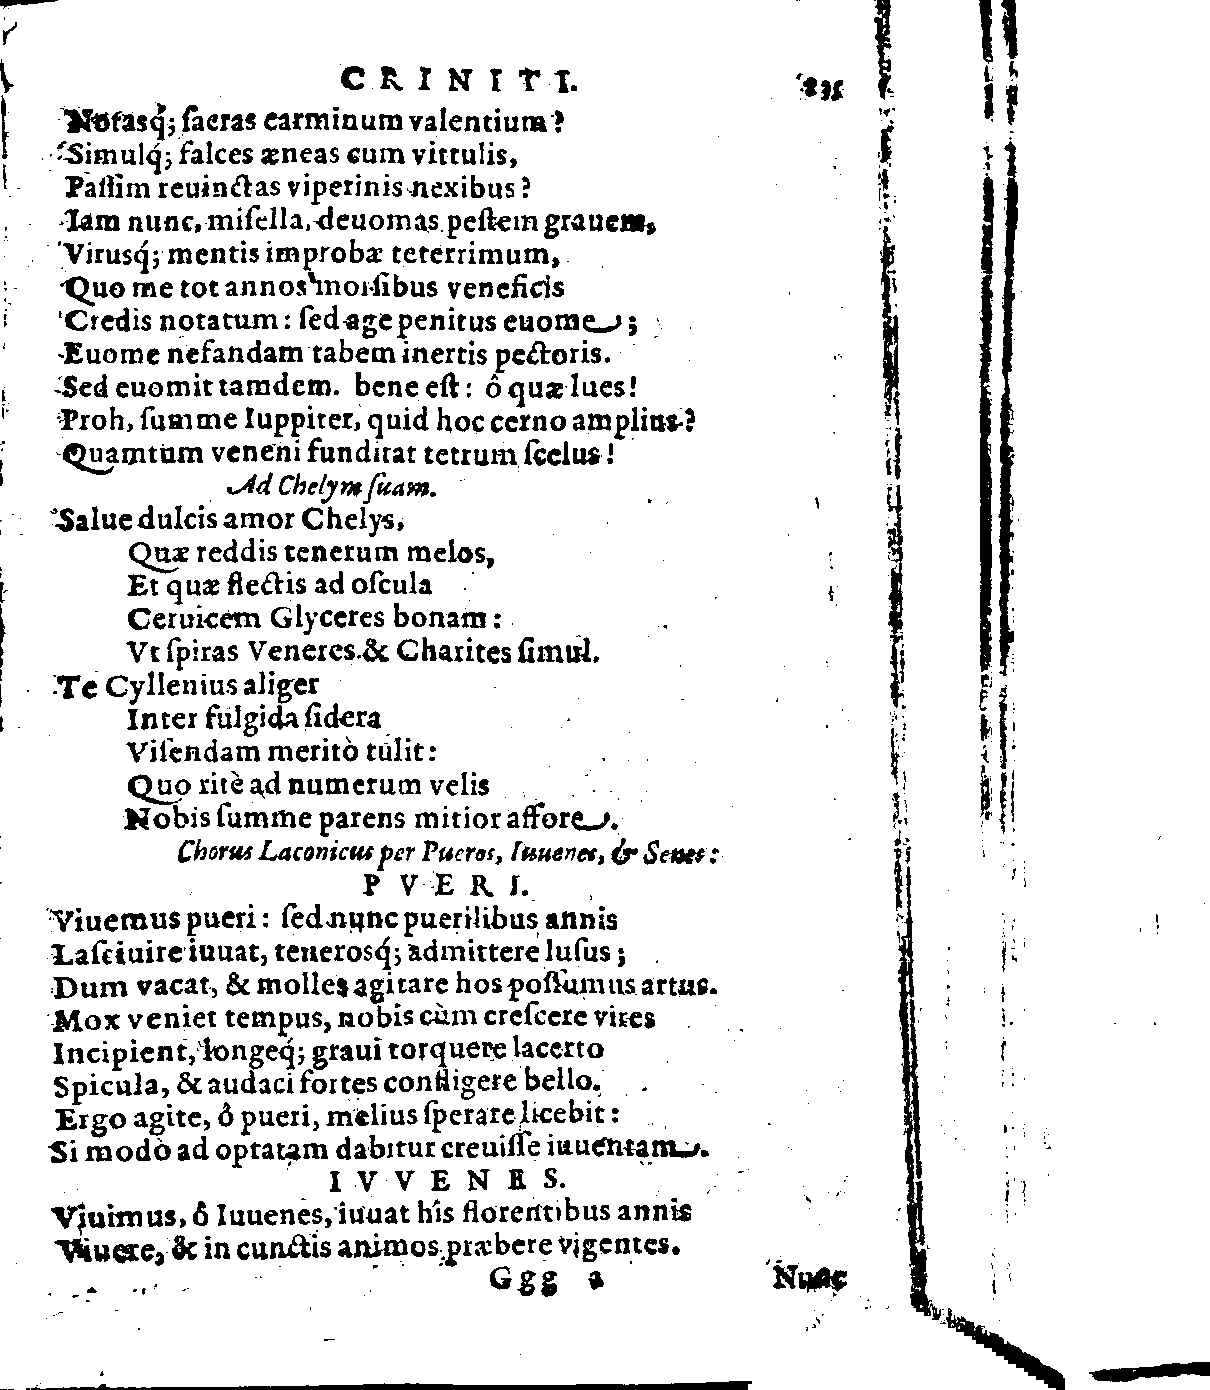 CRINITI. 835
Notasq́; ſacras carminum valentium?
Simulq́; falces æneas cum vittulis,
Paſſim reuinctas viperinis nexibus?
Iam nunc, miſella, deuomas peſtem grauem,
Virusq́; mentis improbæ teterrimum,
Quo me tot annos morſibus veneficis
Credis notatum: ſed age penitus euome;
Euome nefandam tabem inertis pectoris.
Sed euomit tamdem. bene eſt: ô quæ lues!
Proh, ſumme Iuppiter, quid hoc cerno amplius?
Quamtum veneni funditat tetrum ſcelus!
Ad Chelym ſuam.
Salue dulcis amor Chelys,
Quæ reddis tenerum melos,
Et quæ flectis ad oſcula
Ceruicem Glyceres bonam:
Vt ſpiras Veneres & Charites ſimul.
Te Cyllenius aliger
Inter fulgida ſidera
Viſendam meritò tulit:
Quo ritè ad numerum velis
Nobis ſumme parens mitior affore.
Chorus Laconicus per Pueros, Iuuenes, & Senes:
PVERI.
Viuemus pueri: ſed nunc puerilibus annis
Laſciuire iuuat, tenerosq́; admittere luſus;
Dum vacat, & molles agitare hos poſſumus artus.
Mox veniet tempus, nobis cùm creſcere vires
Incipient, longeq́; graui torquere lacerto
Spicula, & audaci fortes confligere bello.
Ergo agite, ô pueri, melius ſperare licebit:
Si modò ad optatam dabitur creuiſſe iuuentam.
IVVENES.
Viuimus, ô Iuuenes, iuuat hîs florentibus annis
Viuere, & in cunctis animos præbere vigentes.
Ggg 2 Nunc